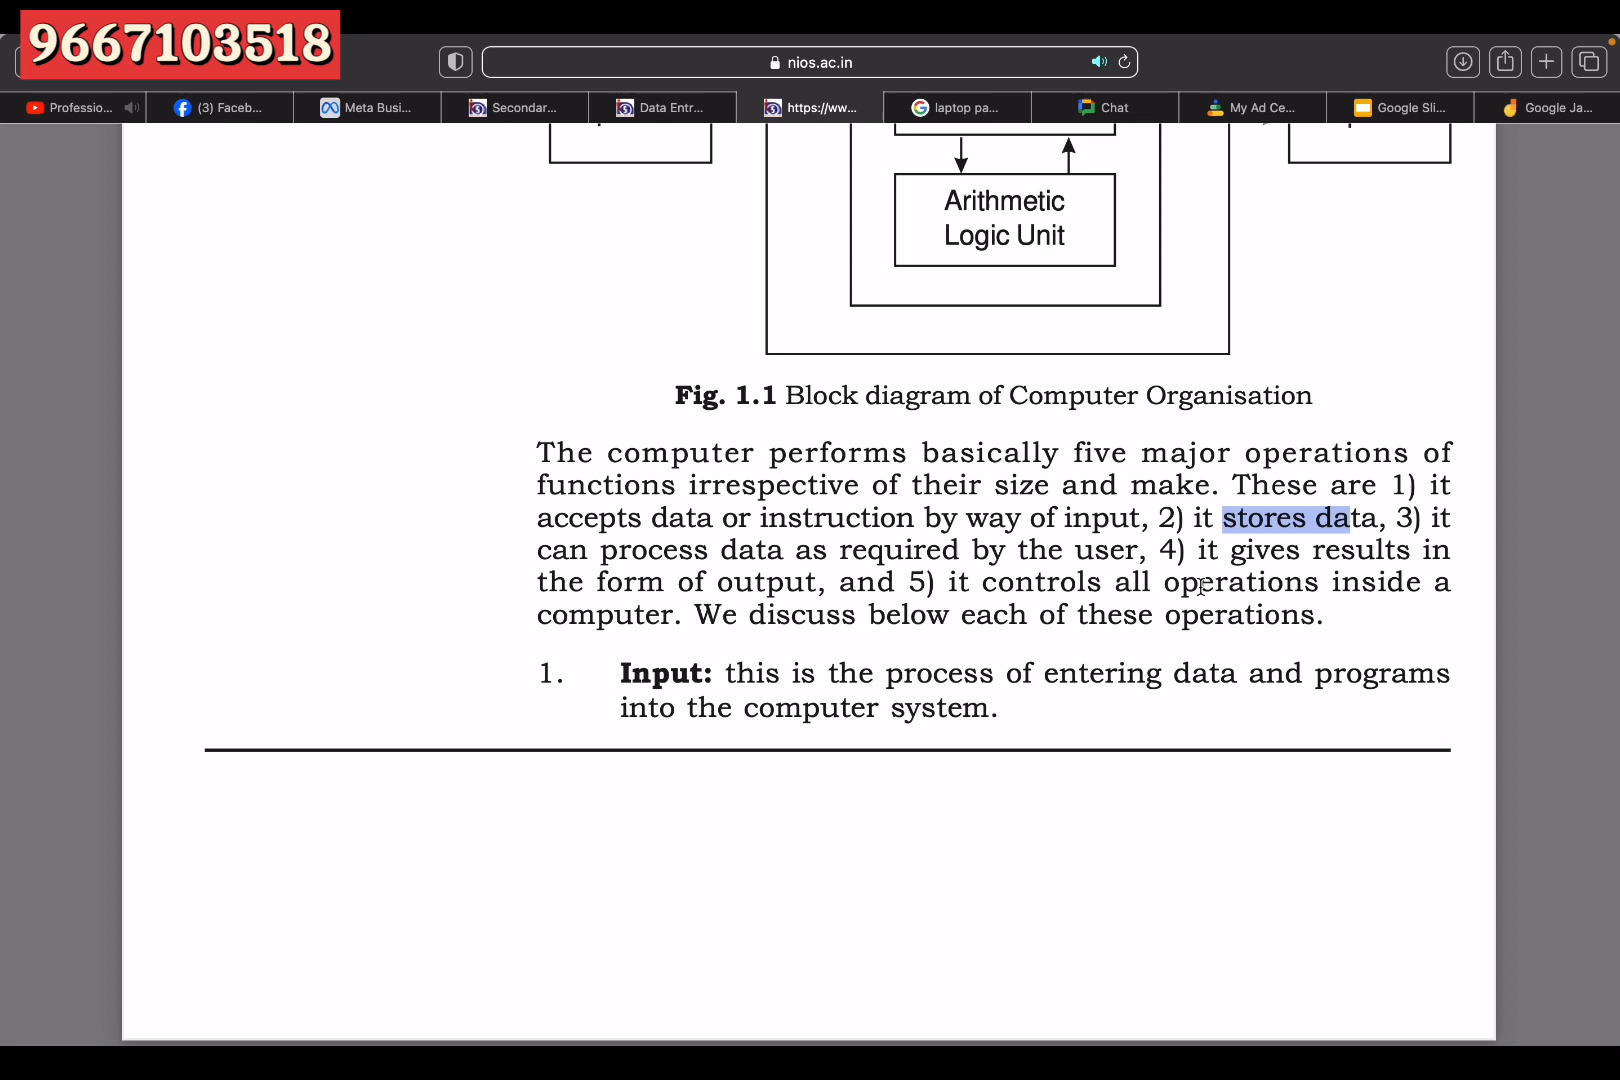 9667103518
nios.ac.in
Professio...
(3) Faceb...
Meta Busi...
Secondar...
Data Entr...
https://ww...
laptop pa...
Chat
My Ad Ce...
Google Sli...
Google Ja...
Arithmetic
Logic Unit
Fig. 1.1 Block diagram of Computer Organisation
The computer performs basically five major operations of
functions irrespective of their size and make. These are 1) it
accepts data or instruction by way of input, 2) it stores data, 3) it
can process data as required by the user, 4) it gives results in
the form of output, and 5) it controls all operations inside a
computer. We discuss below each of these operations.
1. Input: this is the process of entering data and programs
into the computer system.